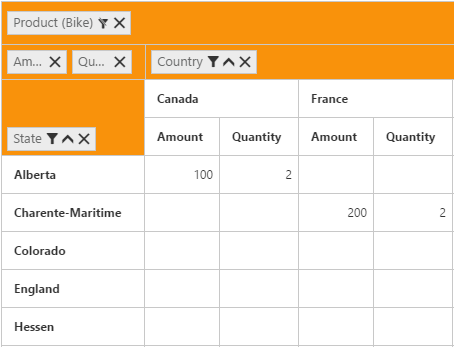 Product (Bike)
Am... Qu... Country
Canada France
State Amount Quantity Amount Quantity
Alberta 100 2
Charente-Maritime 200 2
Colorado
England
Hessen